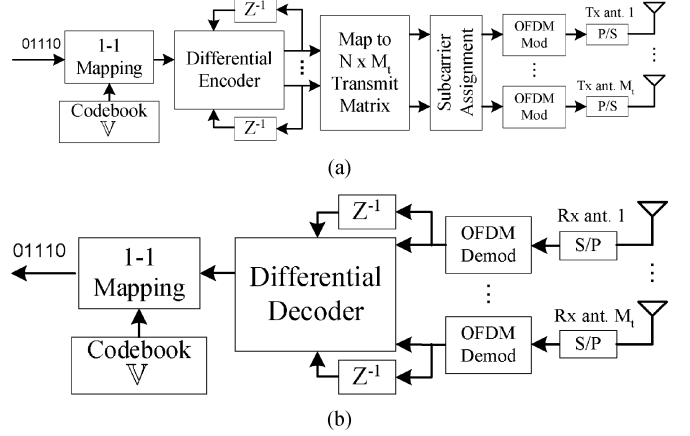 01110
1-1
Mapping
Codebook
𝕍
Differential
Encoder
Z-1
Z-1
Map to
N x Mt
Transmit
Matrix
Subcarrier
Assignment
OFDM
Mod
OFDM
Mod
Tx ant. 1
P/S
Tx ant. Mt
P/S
(a)
01110
1-1
Mapping
Codebook
𝕍
Differential
Decoder
Z-1
Z-1
OFDM
Demod
OFDM
Demod
Rx ant. 1
S/P
Rx ant. Mt
S/P
(b)